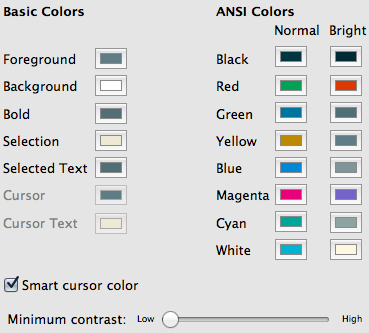 Basic Colors
Foreground
Background
Bold
Selection
Selected Text
Cursor
Cursor Text
ANSI Colors
Normal Bright
Black
Red
Green
Yellow
Blue
Magenta
Cyan
White
Smart cursor color
Minimum contrast: Low High